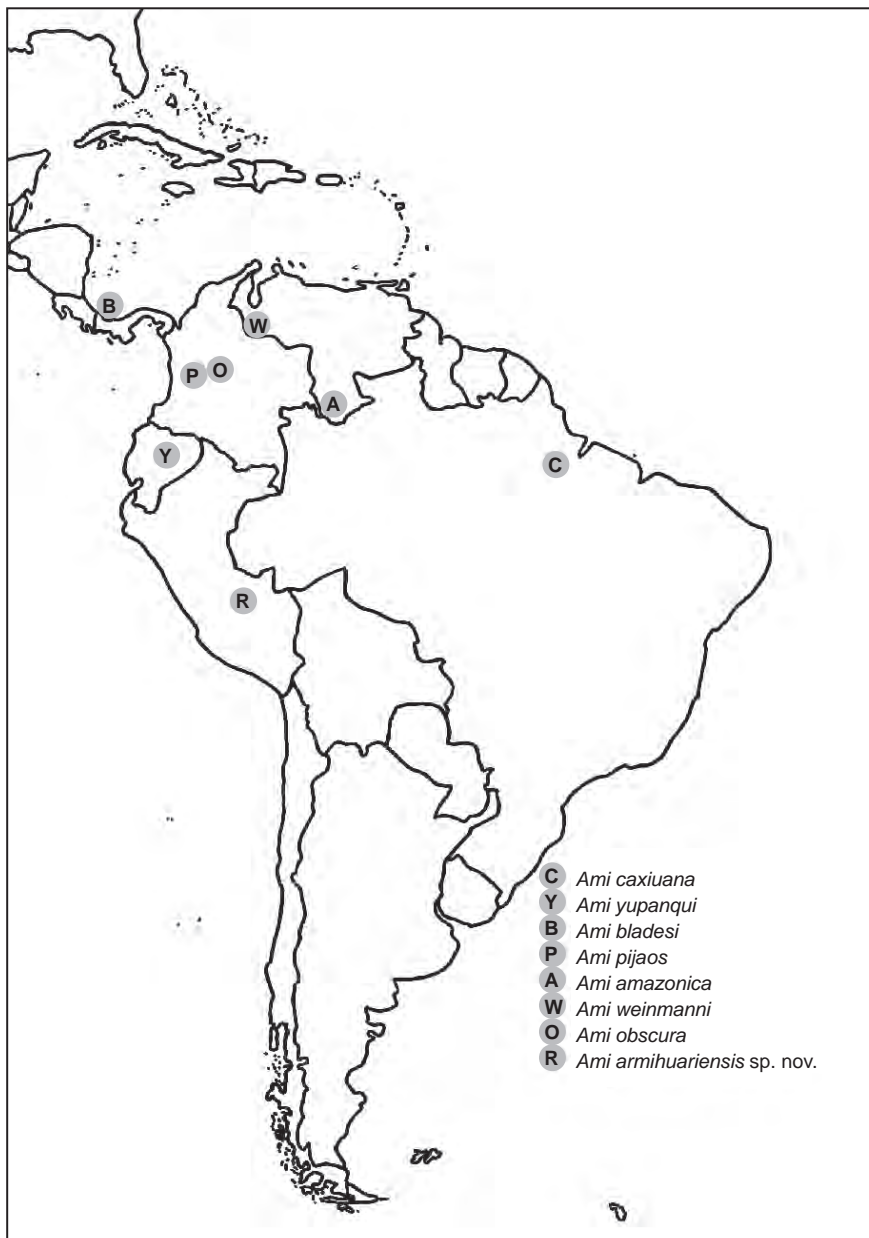 B
W
P O
A
Y
C
R
C Ami caxiuana
Y Ami yupanqui
B Ami bladesi
P Ami pijaos
A Ami amazonica
W Ami weinmanni
O Ami obscura
R Ami armihuariensis sp. nov.